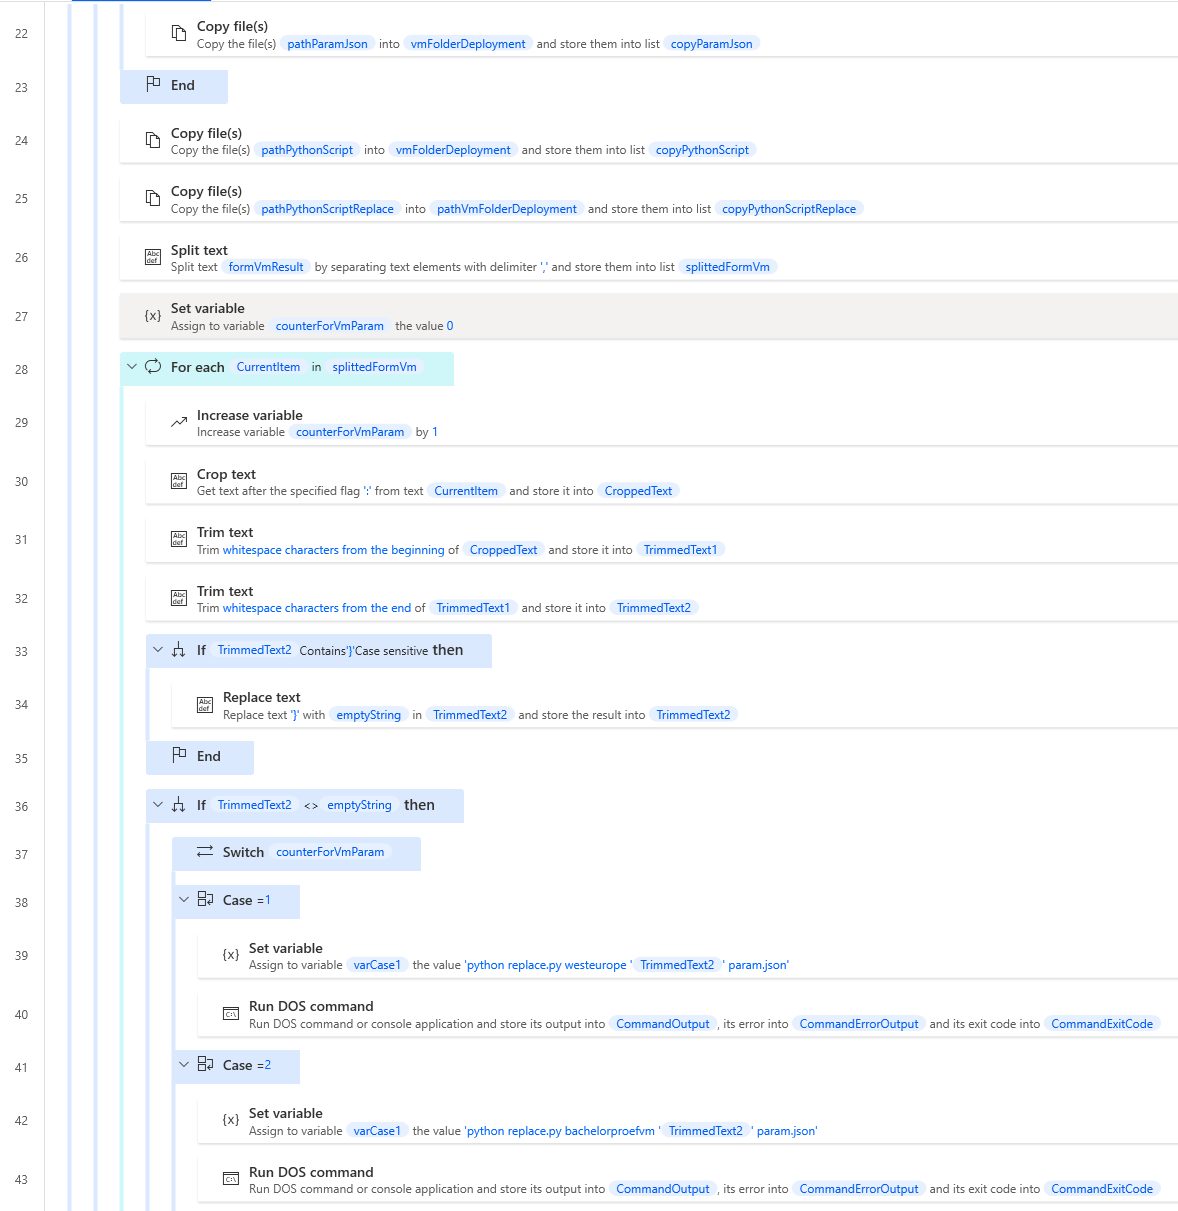 22
Copy file(s)
Copy the file(s) pathParamJson into vmFolderDeployment and store them into list copyParamJson
23
End
24
Copy file(s)
Copy the file(s) pathPythonScript into vmFolderDeployment and store them into list copyPythonScript
25
Copy file(s)
Copy the file(s) pathPythonScriptReplace into pathVmFolderDeployment and store them into list copyPythonScriptReplace
26
Abc def
Split text
Split text formVmResult by separating text elements with delimiter ',' and store them into list splittedFormVm
27
{x}
Set variable
Assign to variable counterForVmParam the value 0
28
For each CurrentItem in splittedFormVm
29
Increase variable
Increase variable counterForVmParam by 1
30
Abc def
Crop text
Get text after the specified flag ':' from text CurrentItem and store it into CroppedText
31
Abc def
Trim text
Trim whitespace characters from the beginning of CroppedText and store it into TrimmedText1
32
Abc def
Trim text
Trim whitespace characters from the end of TrimmedText1 and store it into TrimmedText2
33
If TrimmedText2 Contains'}'Case sensitive then
34
Abc def
Replace text
Replace text '}' with emptyString in TrimmedText2 and store the result into TrimmedText2
35
End
36
If TrimmedText2 <> emptyString then
37
Switch counterForVmParam
38
Case =1
39
{x}
Set variable
Assign to variable varCase1 the value 'python replace.py westeurope ' TrimmedText2 ' param.json'
40
C:\
Run DOS command
Run DOS command or console application and store its output into CommandOutput , its error into CommandErrorOutput and its exit code into CommandExitCode
41
Case =2
42
{x}
Set variable
Assign to variable varCase1 the value 'python replace.py bachelorproefvm ' TrimmedText2 ' param.json'
43
C:\
Run DOS command
Run DOS command or console application and store its output into CommandOutput , its error into CommandErrorOutput and its exit code into CommandExitCode